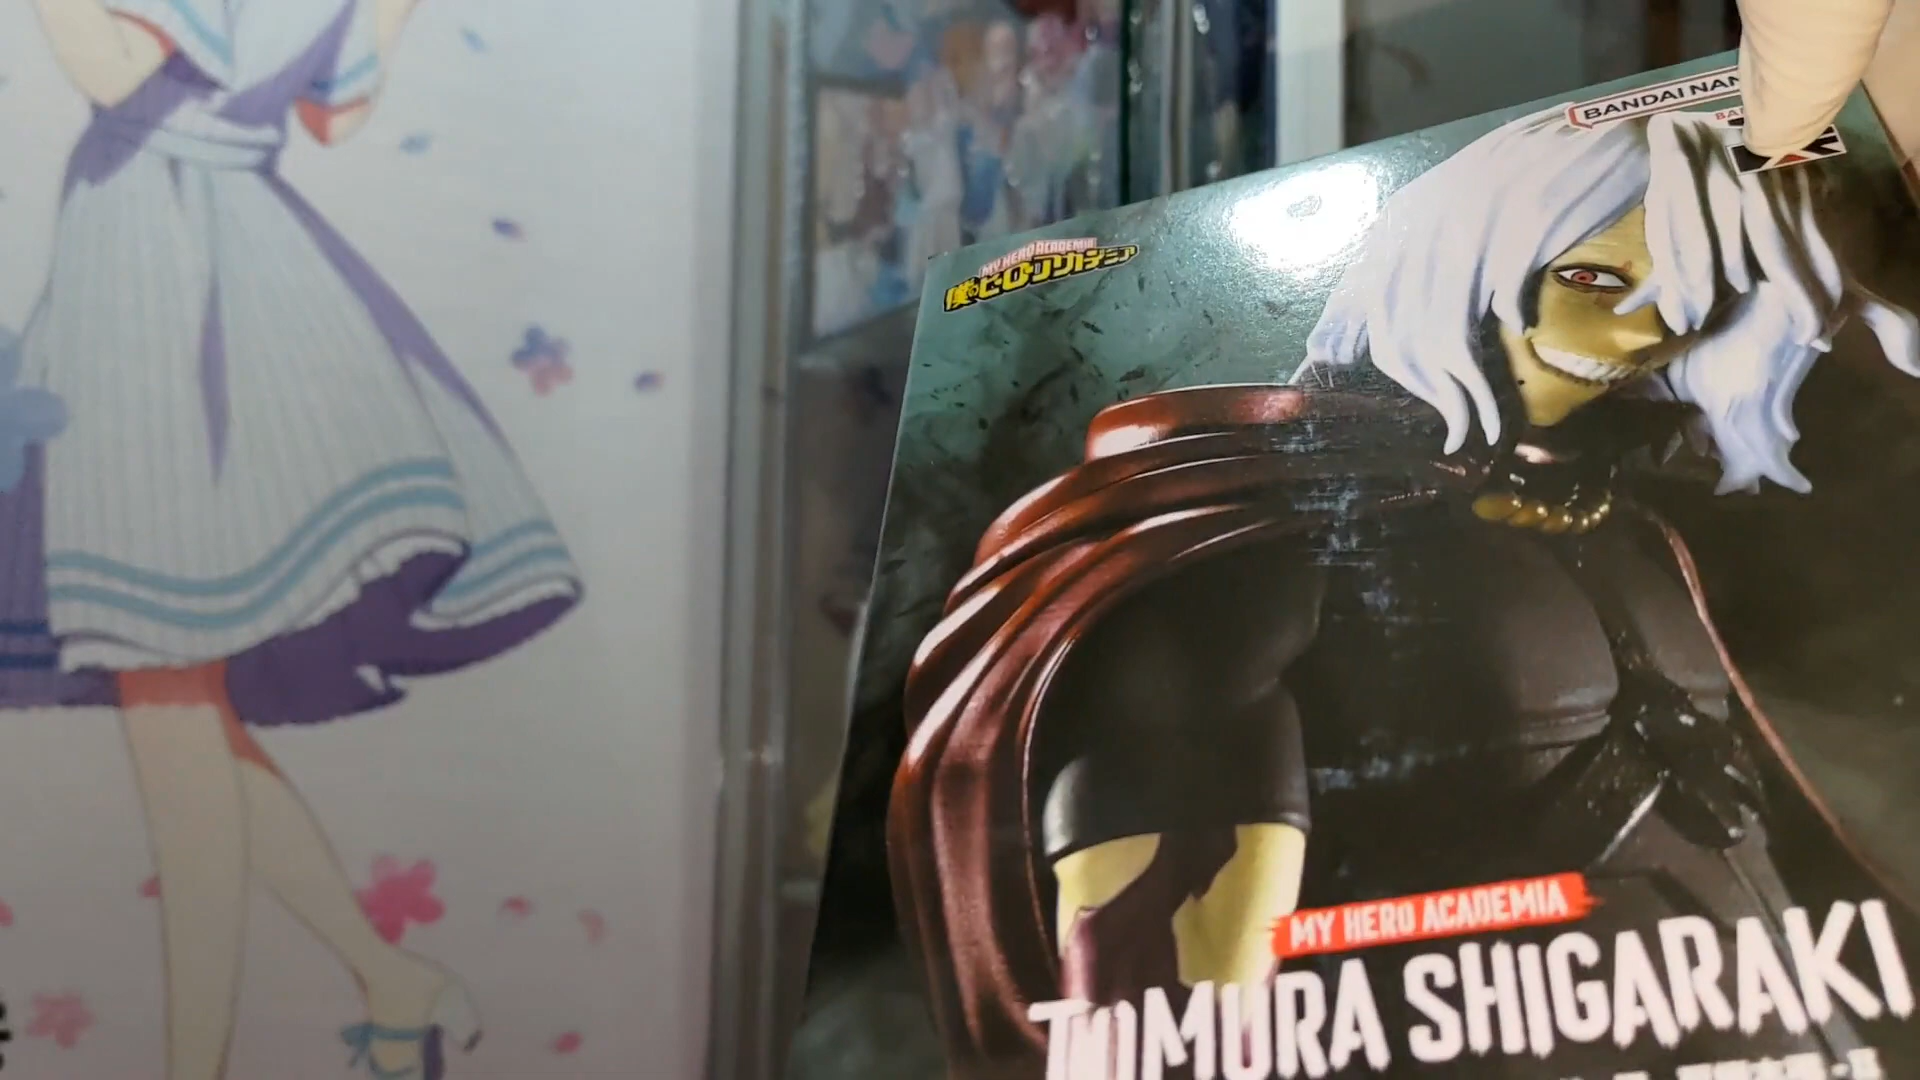 BANDAI NAM
MY HERO ACADEMIA
僕のヒーローアカデミア
MY HERO ACADEMIA
TOMURA SHIGARAKI